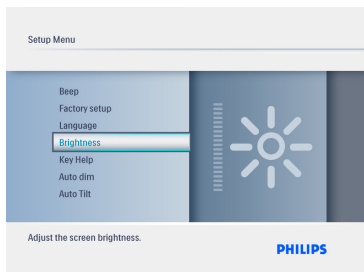 Setup Menu
Beep
Factory setup
Language
Brightness
Key Help
Auto dim
Auto Tilt
Adjust the screen brightness.
PHILIPS